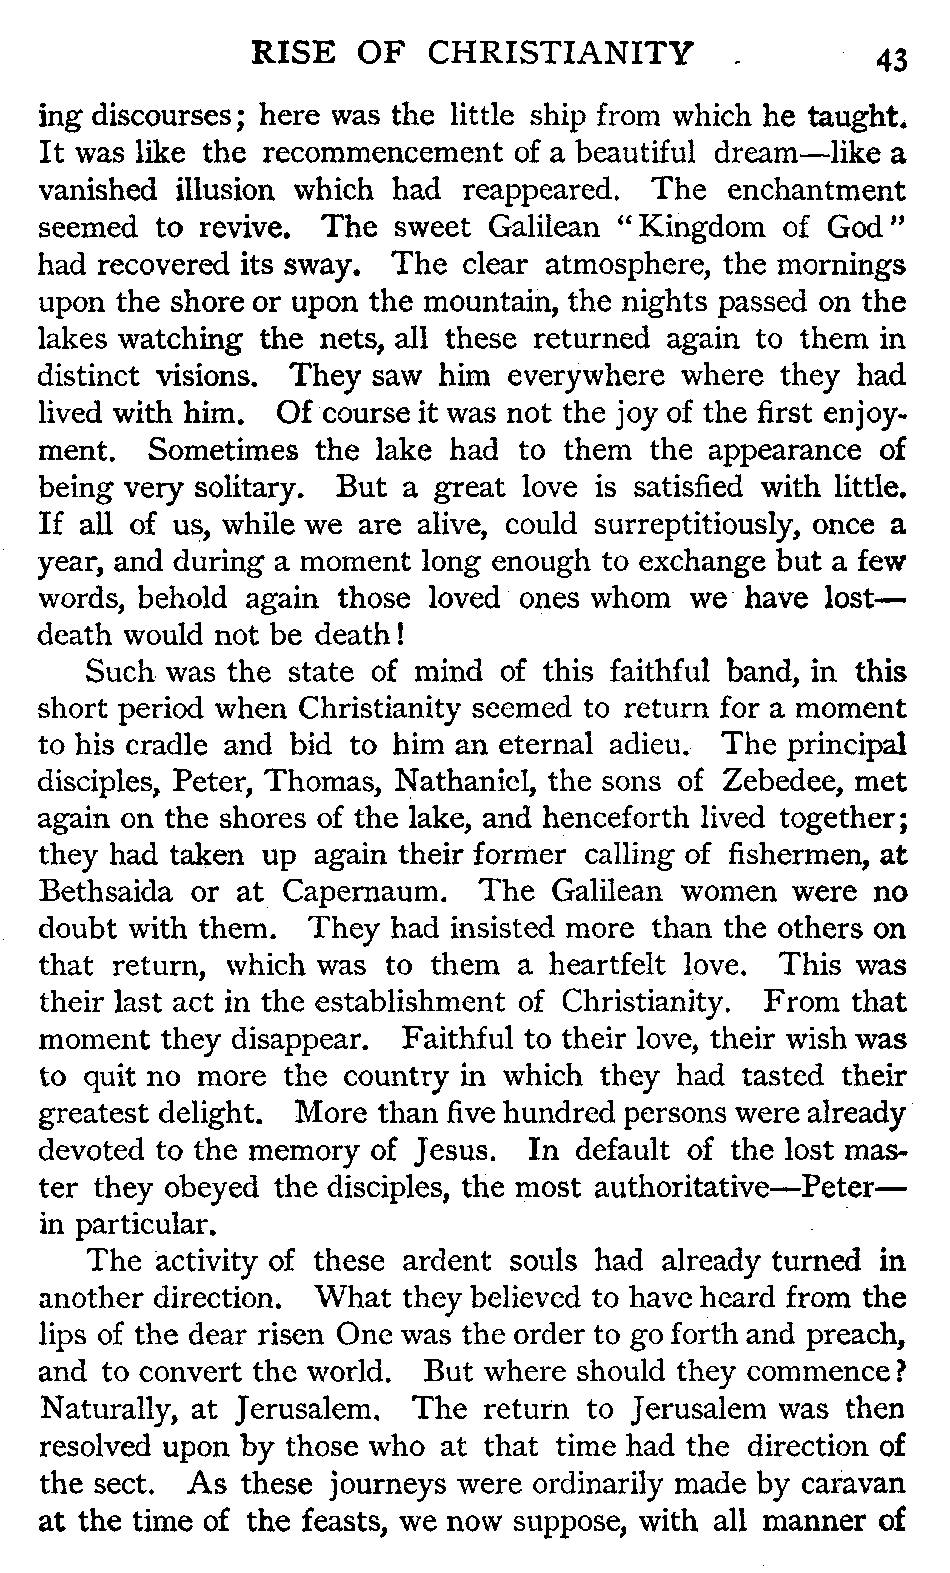 RISE OF CHRISTIANITY 43
ing discourses; here was the little ship from which he taught.
It was like the recommencement of a beautiful dream—like a
vanished illusion which had reappeared. The enchantment
seemed to revive. The sweet Galilean "Kingdom of God"
had recovered its sway. The clear atmosphere, the mornings
upon the shore or upon the mountain, the nights passed on the
lakes watching the nets, all these returned again to them in
distinct visions. They saw him everywhere where they had
lived with him. Of course it was not the joy of the first enjoy-
ment. Sometimes the lake had to them the appearance of
being very solitary. But a great love is satisfied with little.
If all of us, while we are alive, could surreptitiously, once a
year, and during a moment long enough to exchange but a few
words, behold again those loved ones whom we have lost—
death would not be death!
Such was the state of mind of this faithful band, in this
short period when Christianity seemed to return for a moment
to his cradle and bid to him an eternal adieu. The principal
disciples, Peter, Thomas, Nathaniel, the sons of Zebedee, met
again on the shores of the lake, and henceforth lived together;
they had taken up again their former calling of fishermen, at
Bethsaida or at Capernaum. The Galilean women were no
doubt with them. They had insisted more than the others on
that return, which was to them a heartfelt love. This was
their last act in the establishment of Christianity. From that
moment they disappear. Faithful to their love, their wish was
to quit no more the country in which they had tasted their
greatest delight. More than five hundred persons were already
devoted to the memory of Jesus. In default of the lost mas-
ter they obeyed the disciples, the most authoritative—Peter—
in particular.
The activity of these ardent souls had already turned in
another direction. What they believed to have heard from the
lips of the dear risen One was the order to go forth and preach,
and to convert the world. But where should they commence?
Naturally, at Jerusalem. The return to Jerusalem was then
resolved upon by those who at that time had the direction of
the sect. As these journeys were ordinarily made by caravan
at the time of the feasts, we now suppose, with all manner of